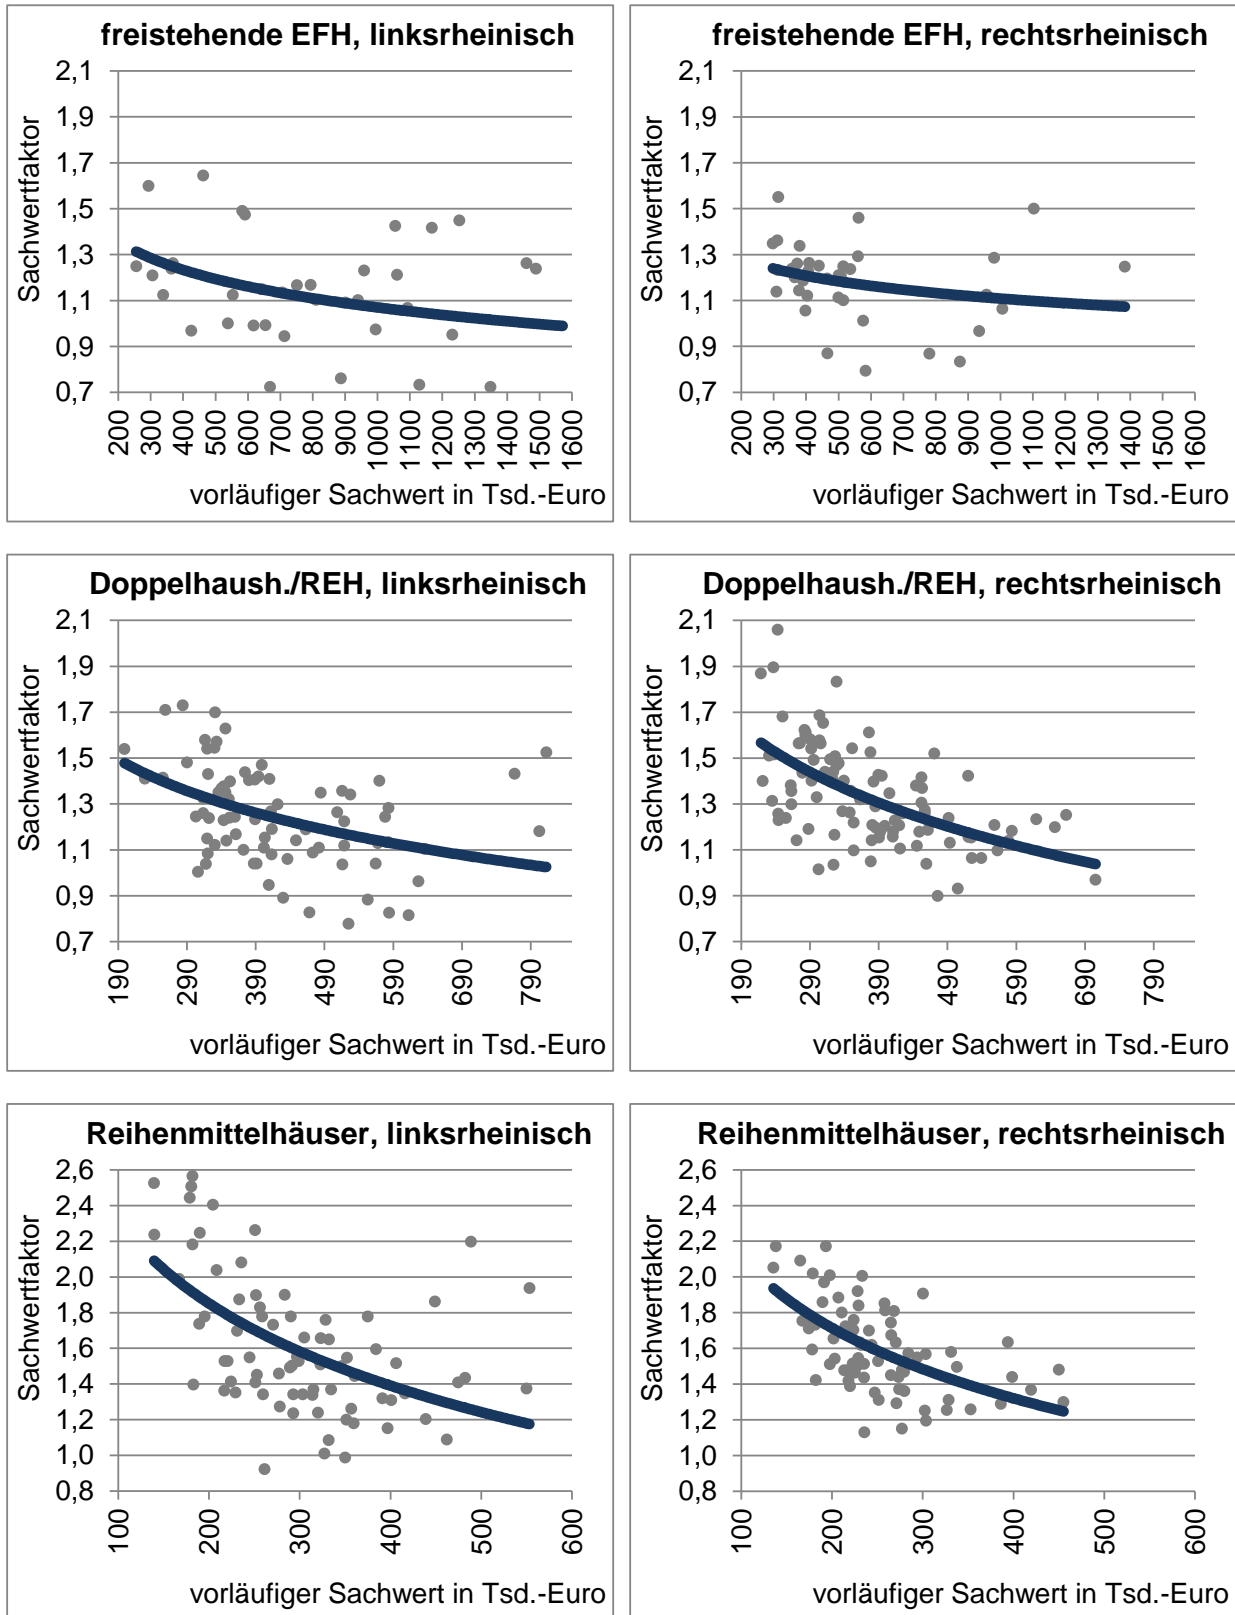 freistehende EFH, linksrheinisch
Sachwertfaktor
2,1
1,9
1,7
1,5
1,3
1,1
0,9
0,7
200 300 400 500 600 700 800 900 1000 1100 1200 1300 1400 1500 1600
vorläufiger Sachwert in Tsd.-Euro
freistehende EFH, rechtsrheinisch
Sachwertfaktor
2,1
1,9
1,7
1,5
1,3
1,1
0,9
0,7
200 300 400 500 600 700 800 900 1000 1100 1200 1300 1400 1500 1600
vorläufiger Sachwert in Tsd.-Euro
Doppelhaush./REH, linksrheinisch
Sachwertfaktor
2,1
1,9
1,7
1,5
1,3
1,1
0,9
0,7
190 290 390 490 590 690 790
vorläufiger Sachwert in Tsd.-Euro
Doppelhaush./REH, rechtsrheinisch
Sachwertfaktor
2,1
1,9
1,7
1,5
1,3
1,1
0,9
0,7
190 290 390 490 590 690 790
vorläufiger Sachwert in Tsd.-Euro
Reihenmittelhäuser, linksrheinisch
Sachwertfaktor
2,6
2,4
2,2
2,0
1,8
1,6
1,4
1,2
1,0
0,8
100 200 300 400 500 600
vorläufiger Sachwert in Tsd.-Euro
Reihenmittelhäuser, rechtsrheinisch
Sachwertfaktor
2,6
2,4
2,2
2,0
1,8
1,6
1,4
1,2
1,0
0,8
100 200 300 400 500 600
vorläufiger Sachwert in Tsd.-Euro